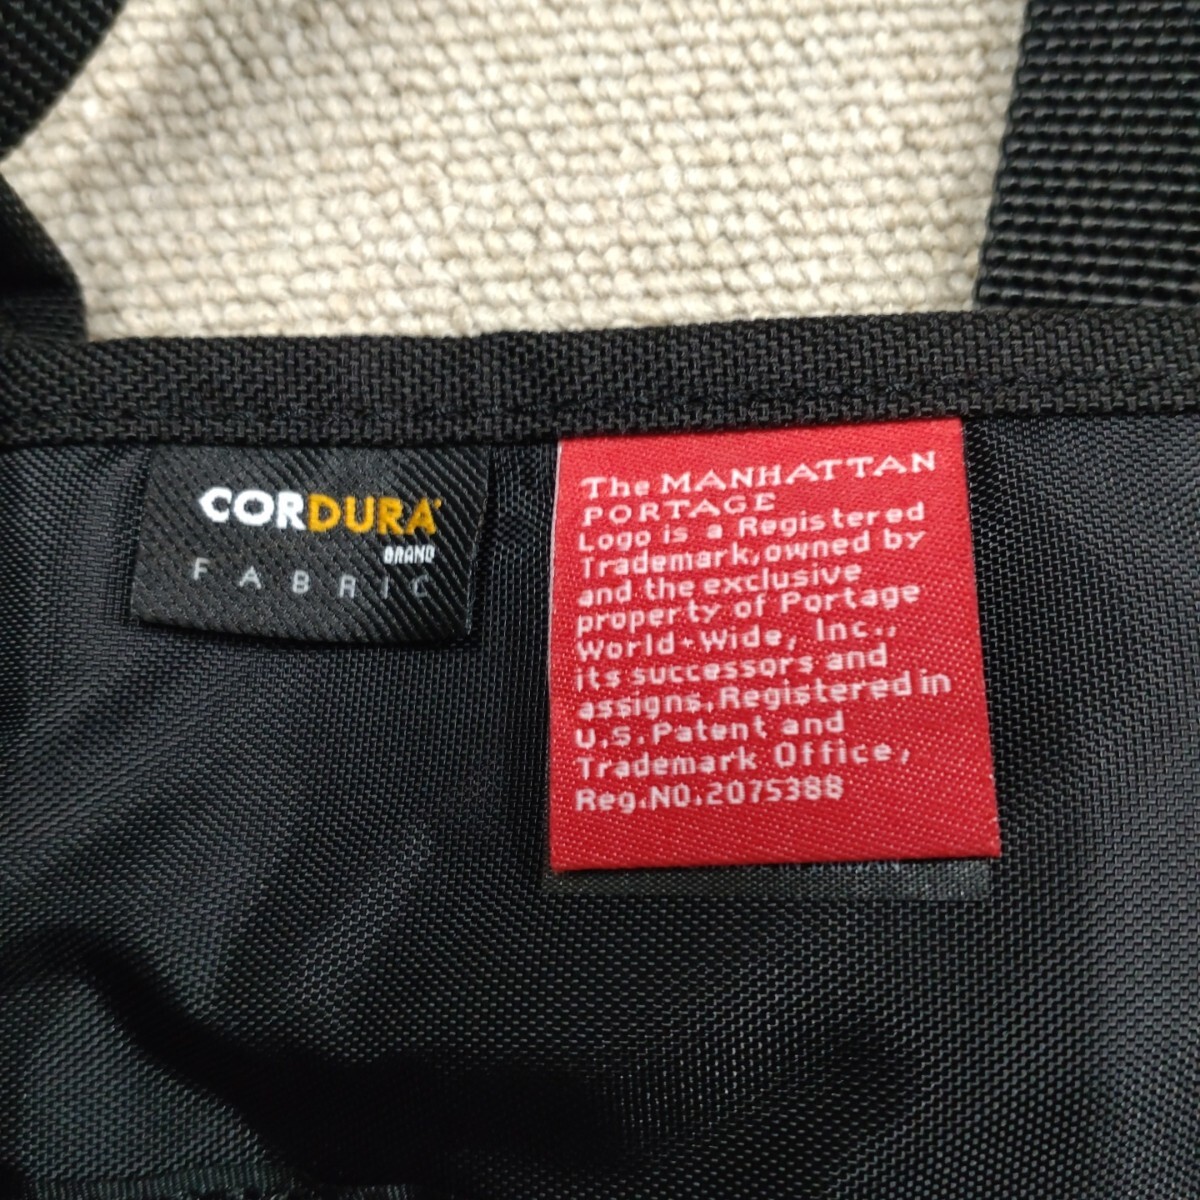 CORDURA
BRAND
FABRIC
The MANHATTAN
PORTAGE
Logo is a Registered
Trademark,owned by
and the exclusive
property of Portage
World-Wide, Inc.,
its successors and
assigns,Registered in
U.S.Patent and
Trademark Office,
Reg.NO.2075388